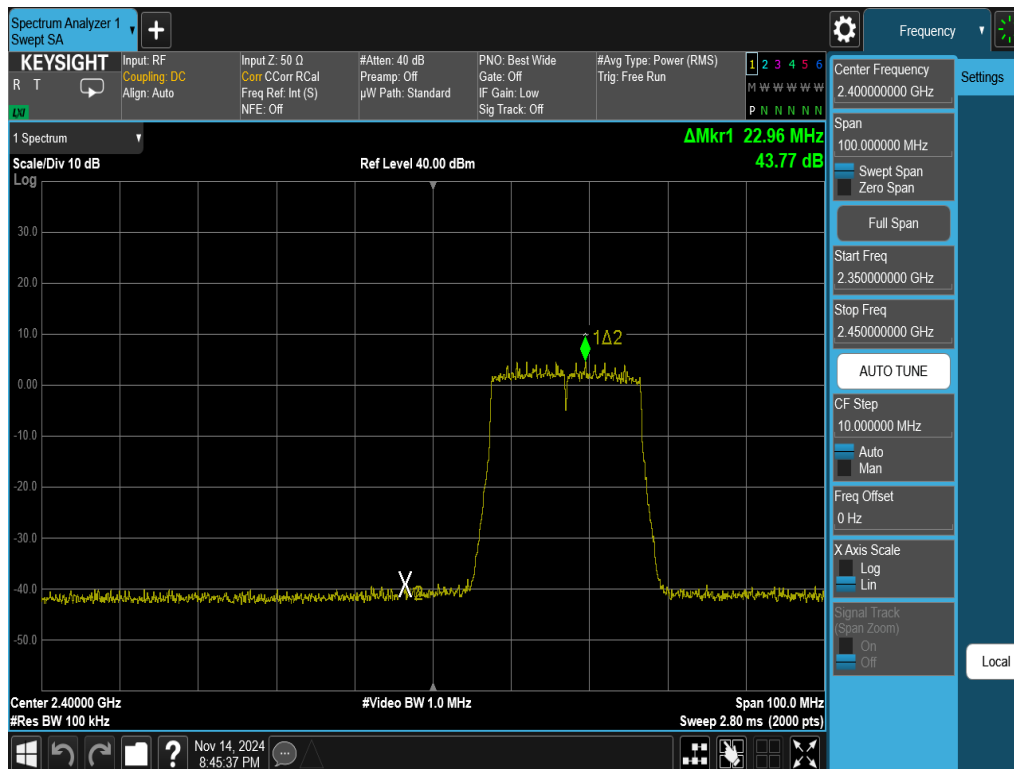 Spectrum Analyzer 1
Swept SA
+
Frequency
KEYSIGHT
R T
LXI
Input: RF
Coupling: DC
Align: Auto
Input Z: 50 Ω
Corr CCorr RCal
Freq Ref: Int (S)
NFE: Off
#Atten: 40 dB
Preamp: Off
µW Path: Standard
PNO: Best Wide
Gate: Off
IF Gain: Low
Sig Track: Off
#Avg Type: Power (RMS)
Trig: Free Run
1 2 3 4 5 6
M W W W W W
P N N N N N
1 Spectrum
ΔMkr1 22.96 MHz
43.77 dB
Scale/Div 10 dB
Ref Level 40.00 dBm
Log
30.0
20.0
10.0
0.00
-10.0
-20.0
-30.0
-40.0
-50.0
1Δ2
X2
Center 2.40000 GHz
#Video BW 1.0 MHz
Span 100.0 MHz
#Res BW 100 kHz
Sweep 2.80 ms (2000 pts)
Center Frequency
2.400000000 GHz
Settings
Span
100.000000 MHz
Swept Span
Zero Span
Full Span
Start Freq
2.350000000 GHz
Stop Freq
2.450000000 GHz
AUTO TUNE
CF Step
10.000000 MHz
Auto
Man
Freq Offset
0 Hz
X Axis Scale
Log
Lin
Signal Track
(Span Zoom)
On
Off
Local
?
Nov 14, 2024
8:45:37 PM